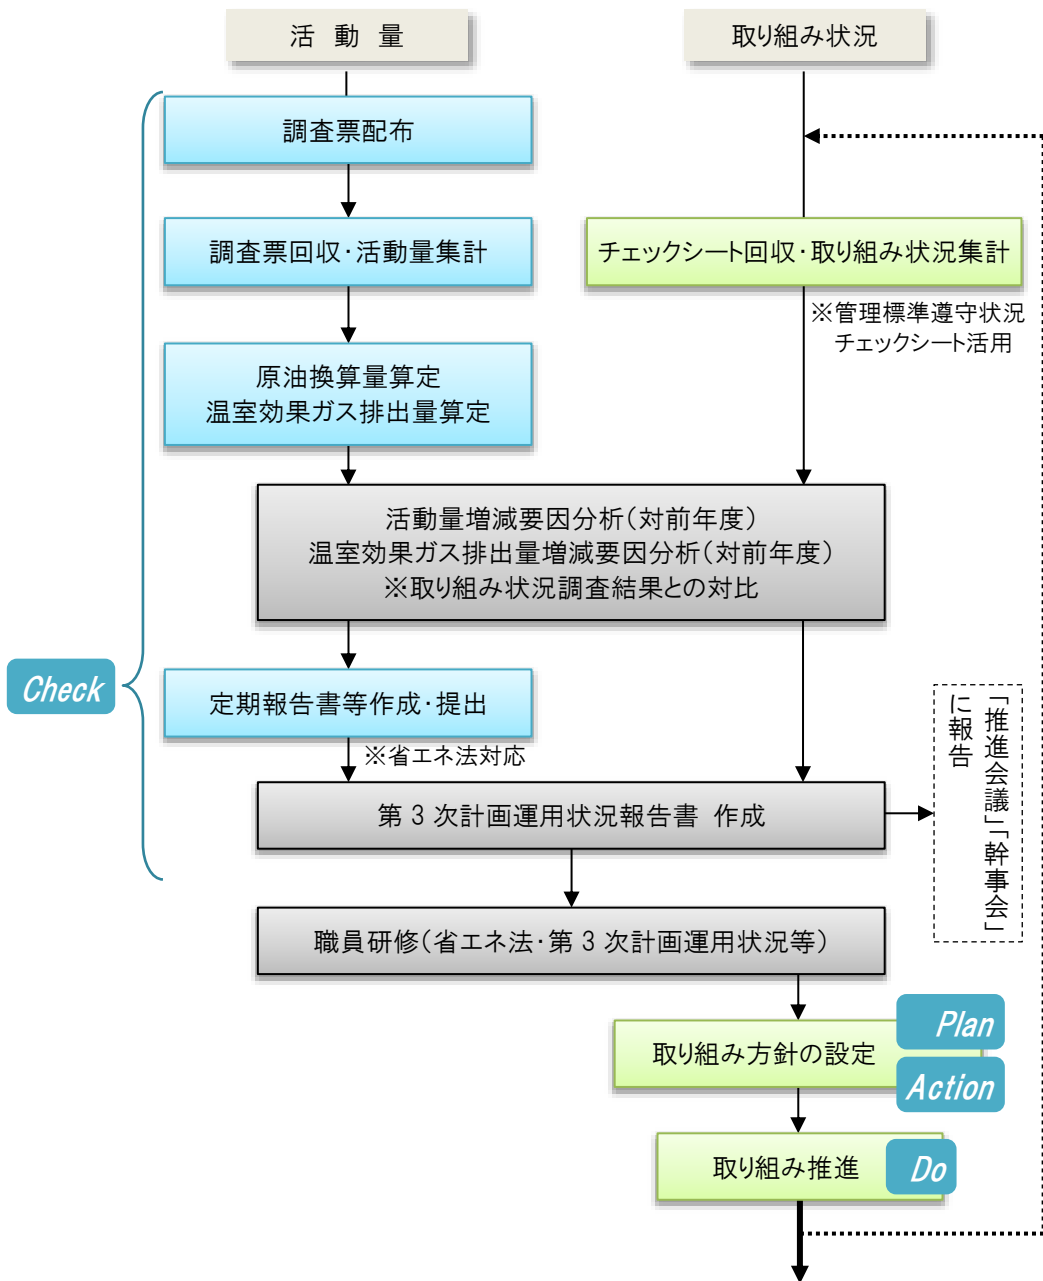 活 動 量
取り組み状況
調査票配布
調査票回収・活動量集計
チェックシート回収・取り組み状況集計
※管理標準遵守状況
チェックシート活用
原油換算量算定
温室効果ガス排出量算定
活動量増減要因分析(対前年度)
温室効果ガス排出量増減要因分析(対前年度)
※取り組み状況調査結果との対比
Check
定期報告書等作成・提出
※省エネ法対応
「推進会議」「幹事会」
に報告
第 3 次計画運用状況報告書 作成
職員研修(省エネ法・第 3 次計画運用状況等)
Plan
取り組み方針の設定
Action
取り組み推進
Do